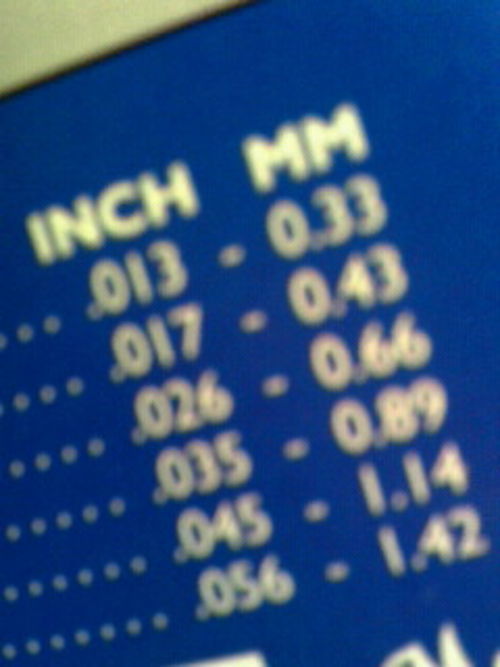 INCH MM
... .013 - 0.33
.... .017 - 0.43
..... .026 - 0.66
..... .035 - 0.89
...... .045 - 1.14
....... .056 - 1.42